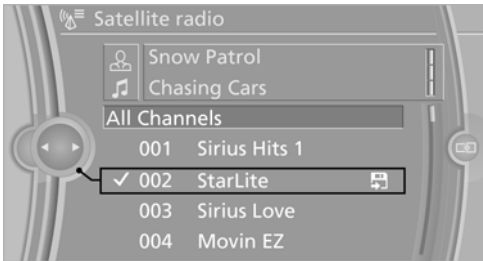 Satellite radio
Snow Patrol
Chasing Cars
All Channels
001 Sirius Hits 1
002 StarLite
003 Sirius Love
004 Movin EZ